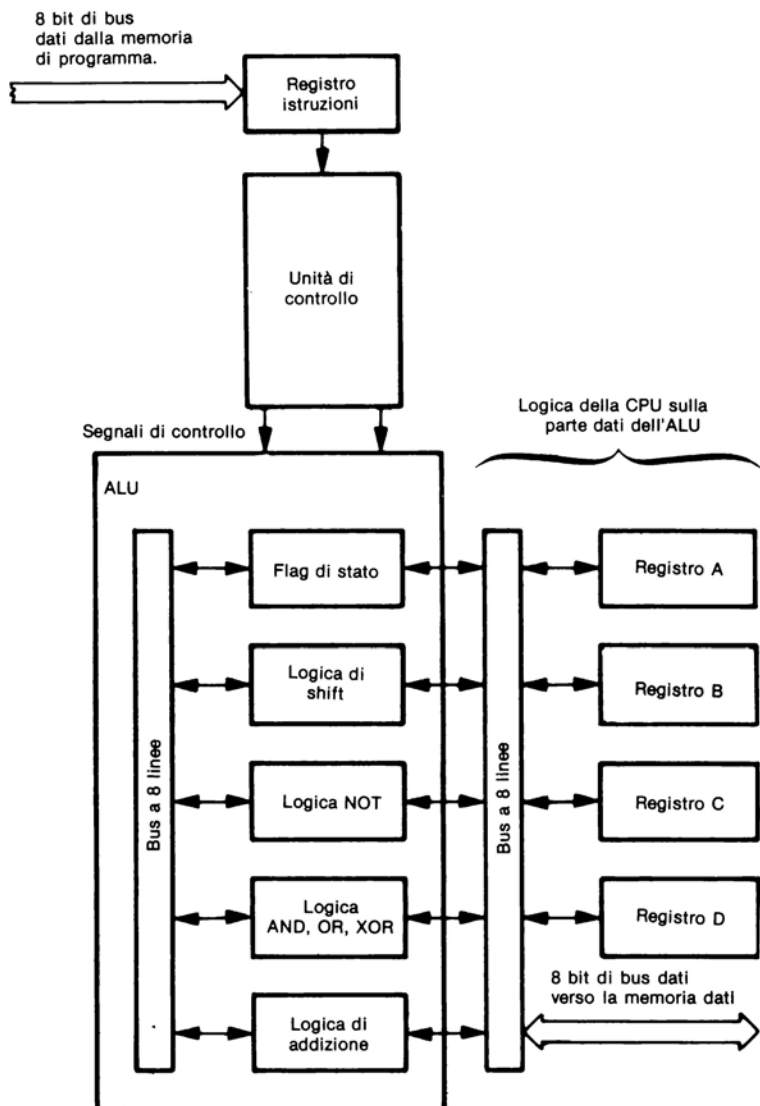 8 bit di bus
dati dalla memoria
di programma.
Registro
istruzioni
Unità di
controllo
Segnali di controllo
Logica della CPU sulla
parte dati dell'ALU
ALU
Bus a 8 linee
Flag di stato
Bus a 8 linee
Registro A
Logica di
shift
Registro B
Logica NOT
Registro C
Logica
AND, OR, XOR
Registro D
8 bit di bus dati
verso la memoria dati
Logica di
addizione